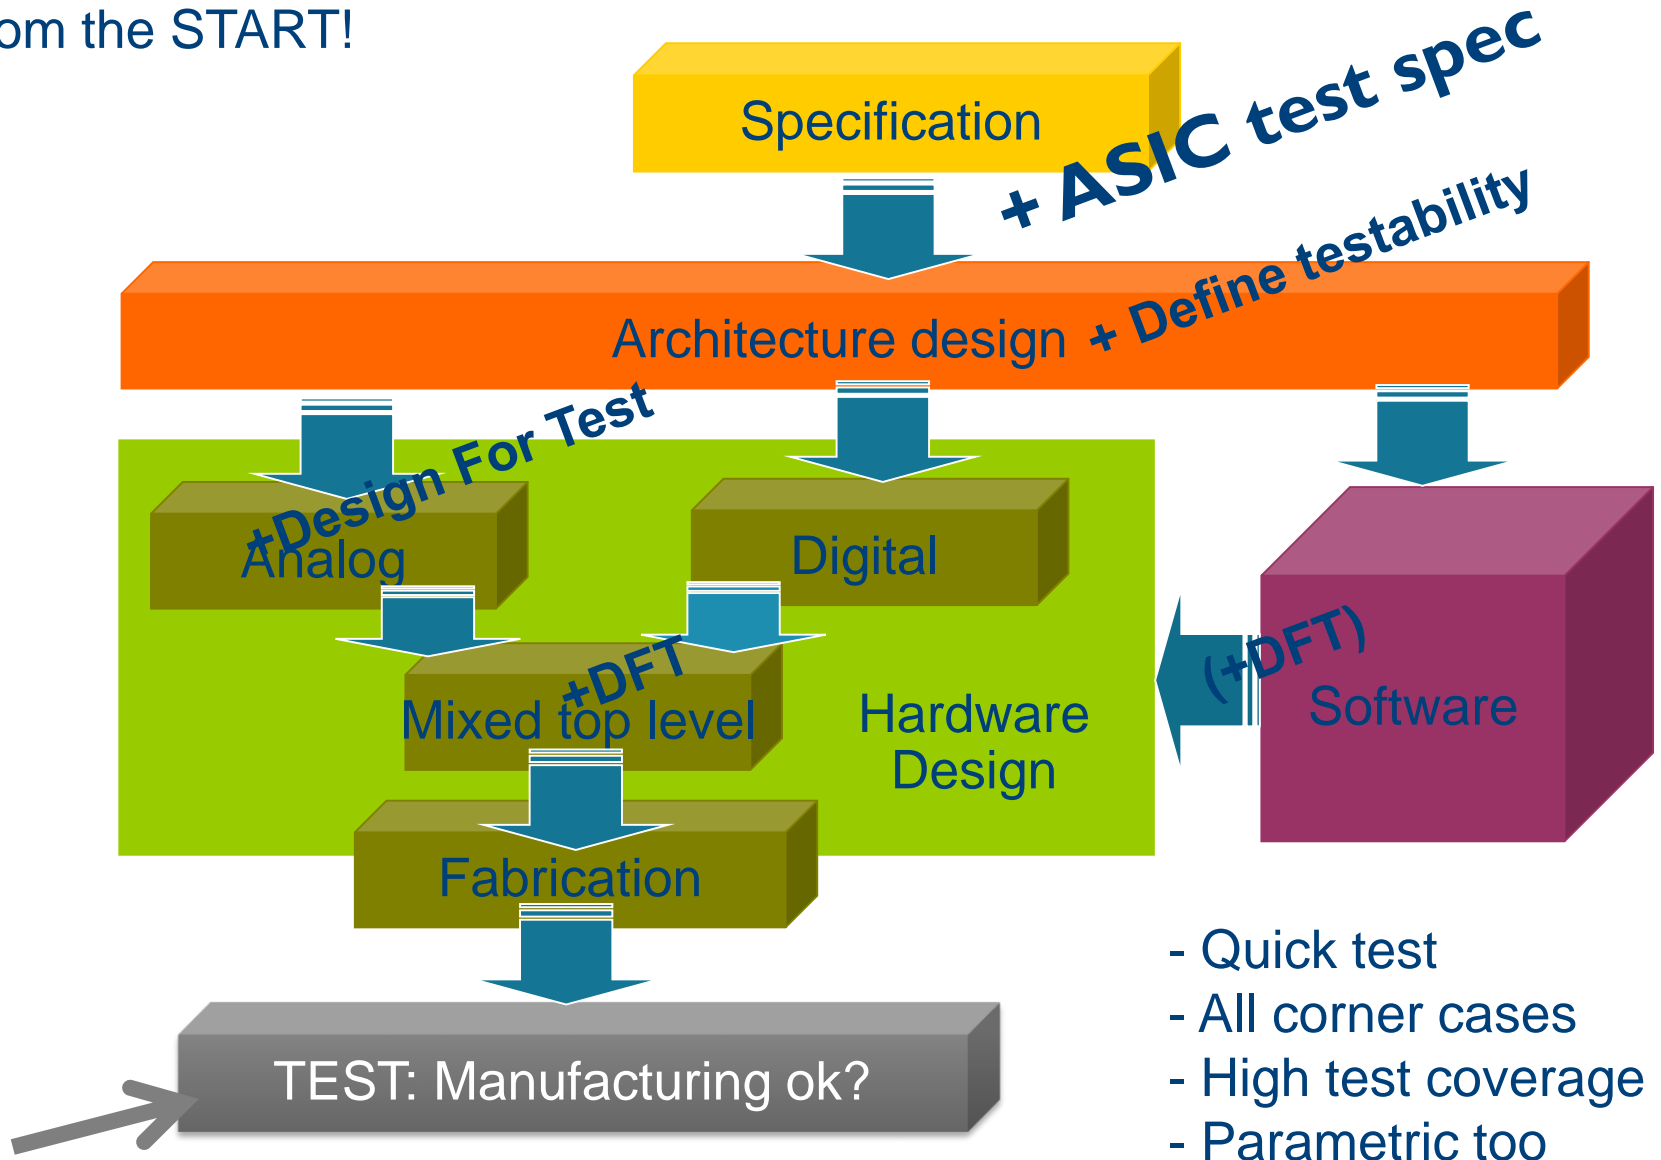 om the START!
Specification
+ ASIC test spec
+ Define testability
Architecture design
+Design For Test
Analog
Digital
+DFT
(+DFT)
Mixed top level
Hardware
Design
Software
Fabrication
- Quick test
- All corner cases
- High test coverage
- Parametric too
TEST: Manufacturing ok?